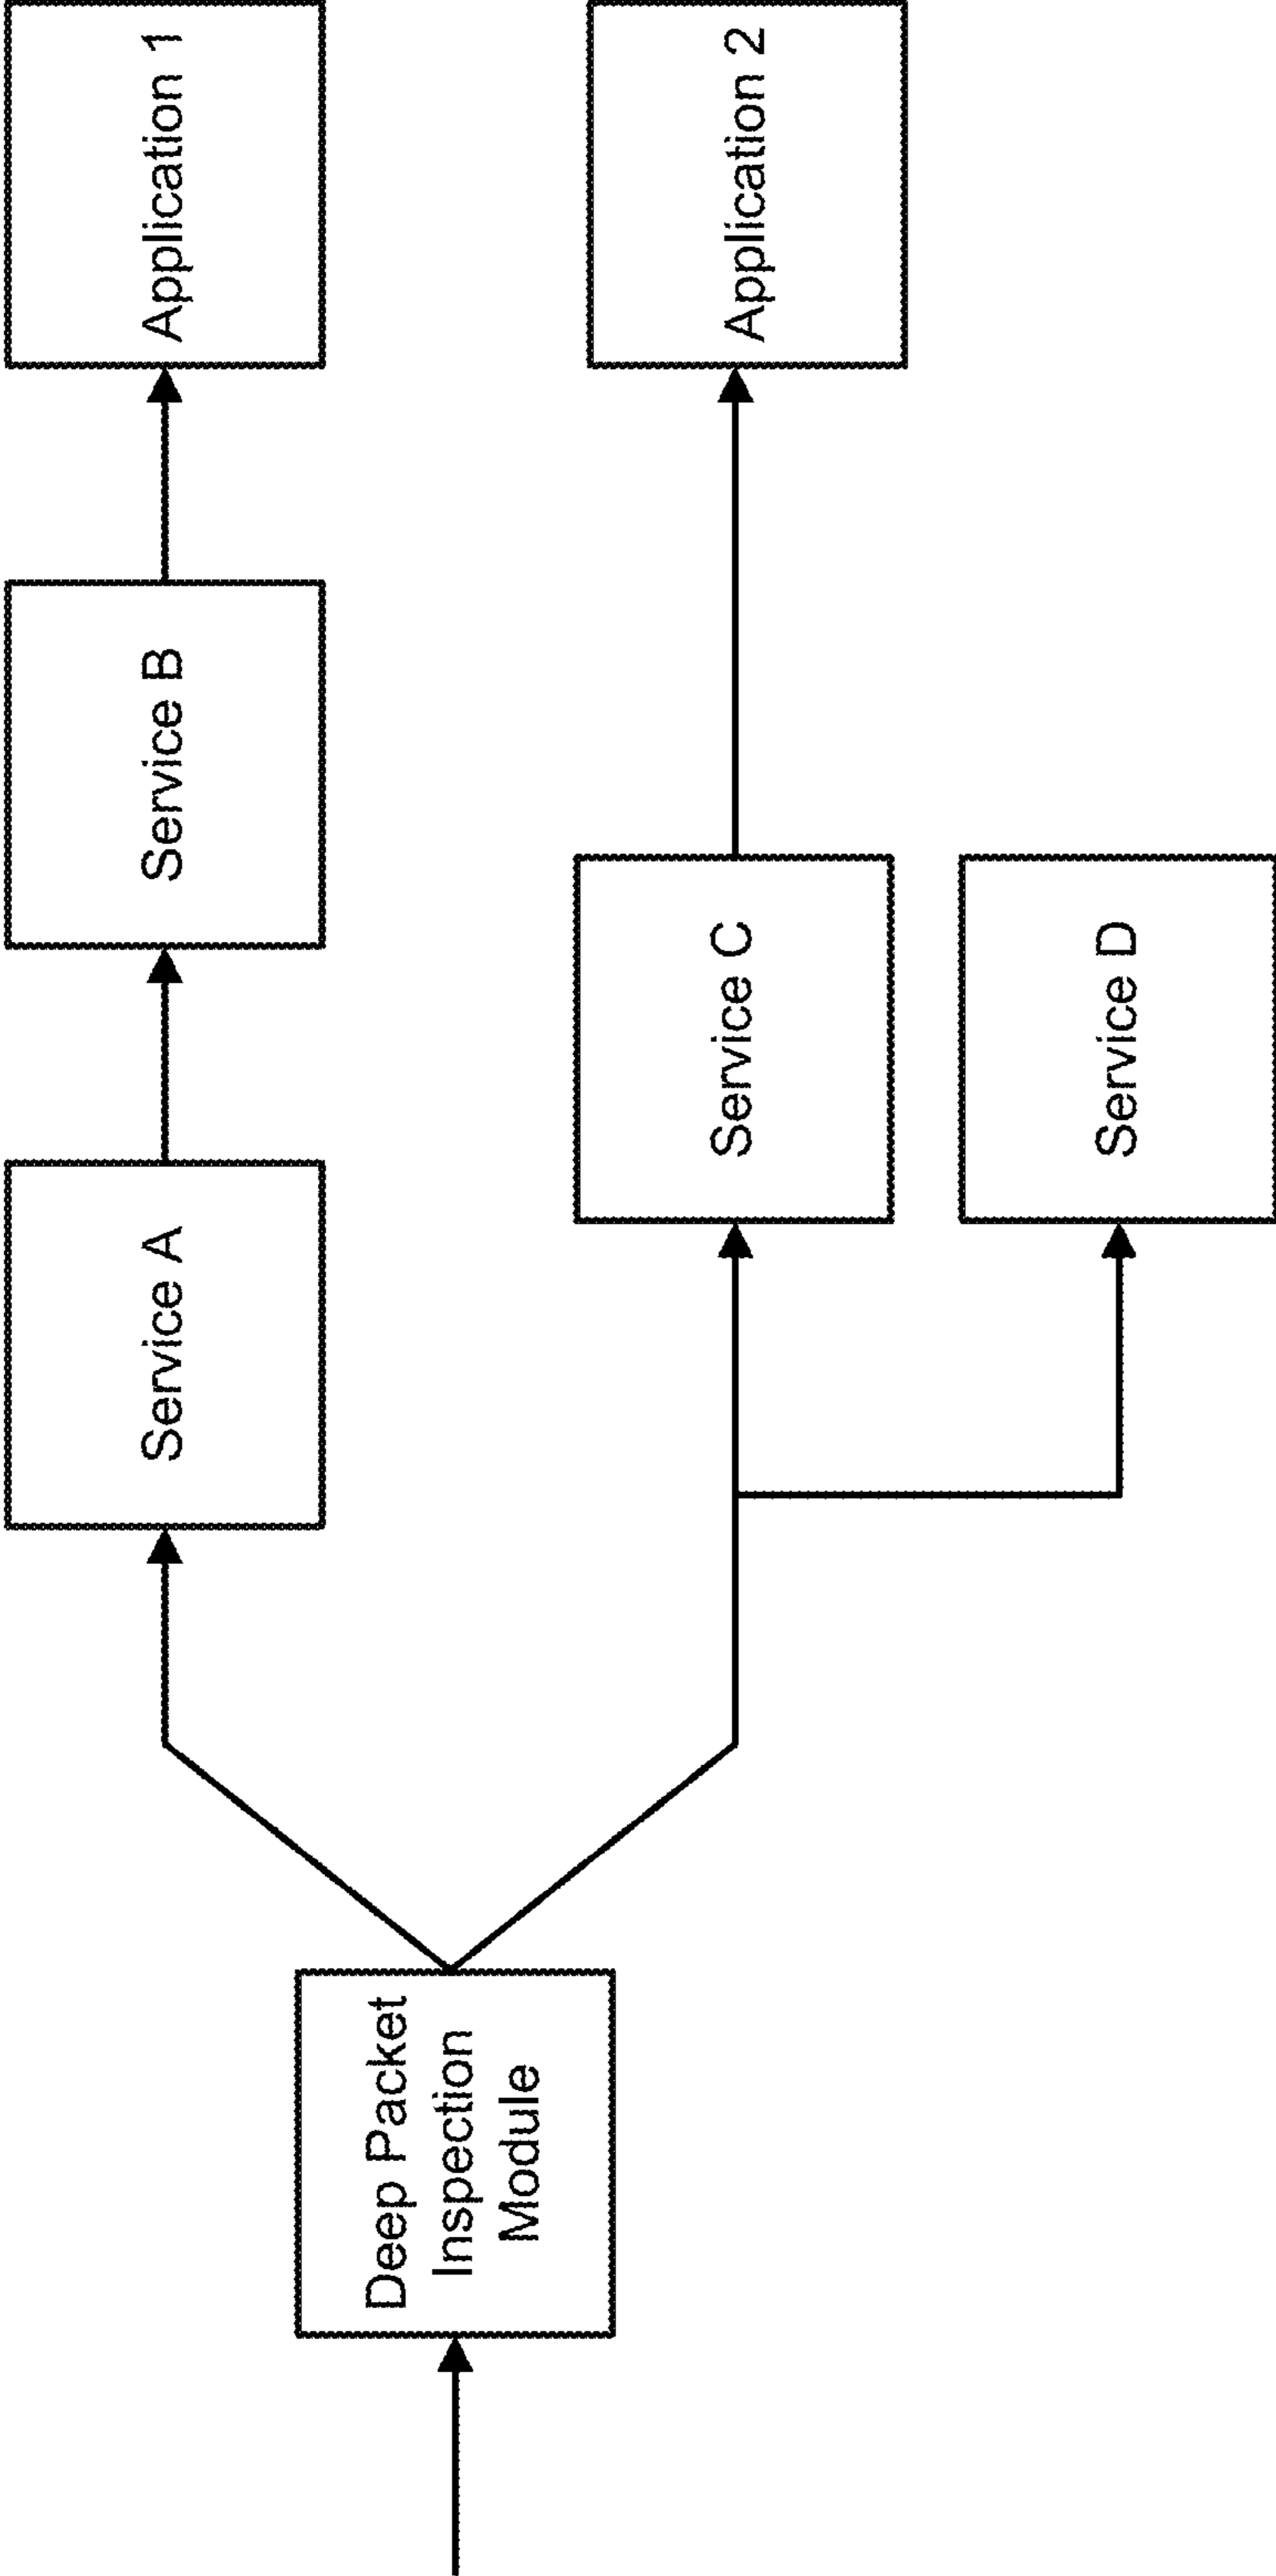 Deep Packet
Inspection
Module
Service A
Service B
Application 1
Service C
Application 2
Service D